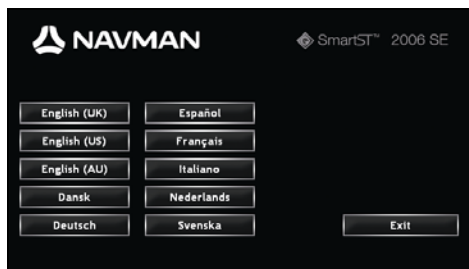 NAVMAN SmartST™ 2006 SE
English (UK) Español
English (US) Français
English (AU) Italiano
Dansk Nederlands
Deutsch Svenska Exit